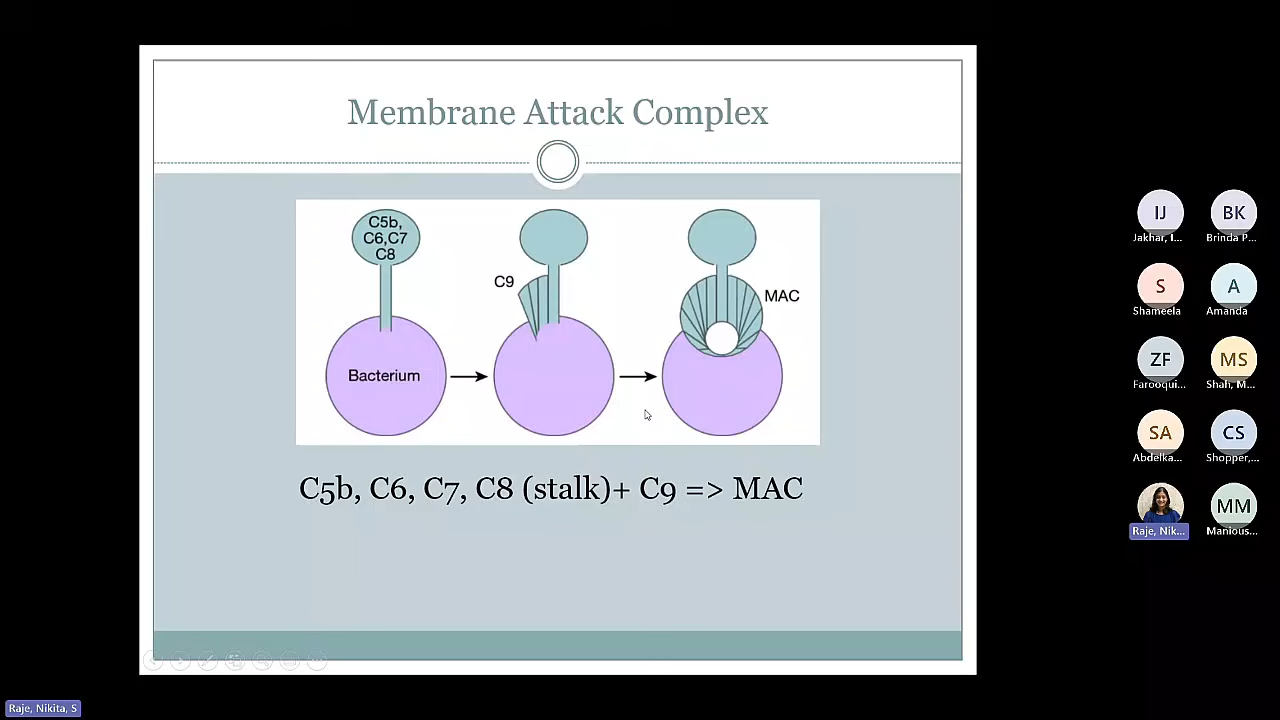 Membrane Attack Complex
C5b,
C6,C7
C8
C9
MAC
Bacterium
C5b, C6, C7, C8 (stalk)+ C9 => MAC
IJ
BK
Jakhar, I...
Brinda P...
S
A
Shameela
Amanda
ZF
MS
Farooqui...
Shah, M...
SA
CS
Abdelka...
Shopper,...
MM
Raje, Nik...
Manious...
Raje, Nikita, S